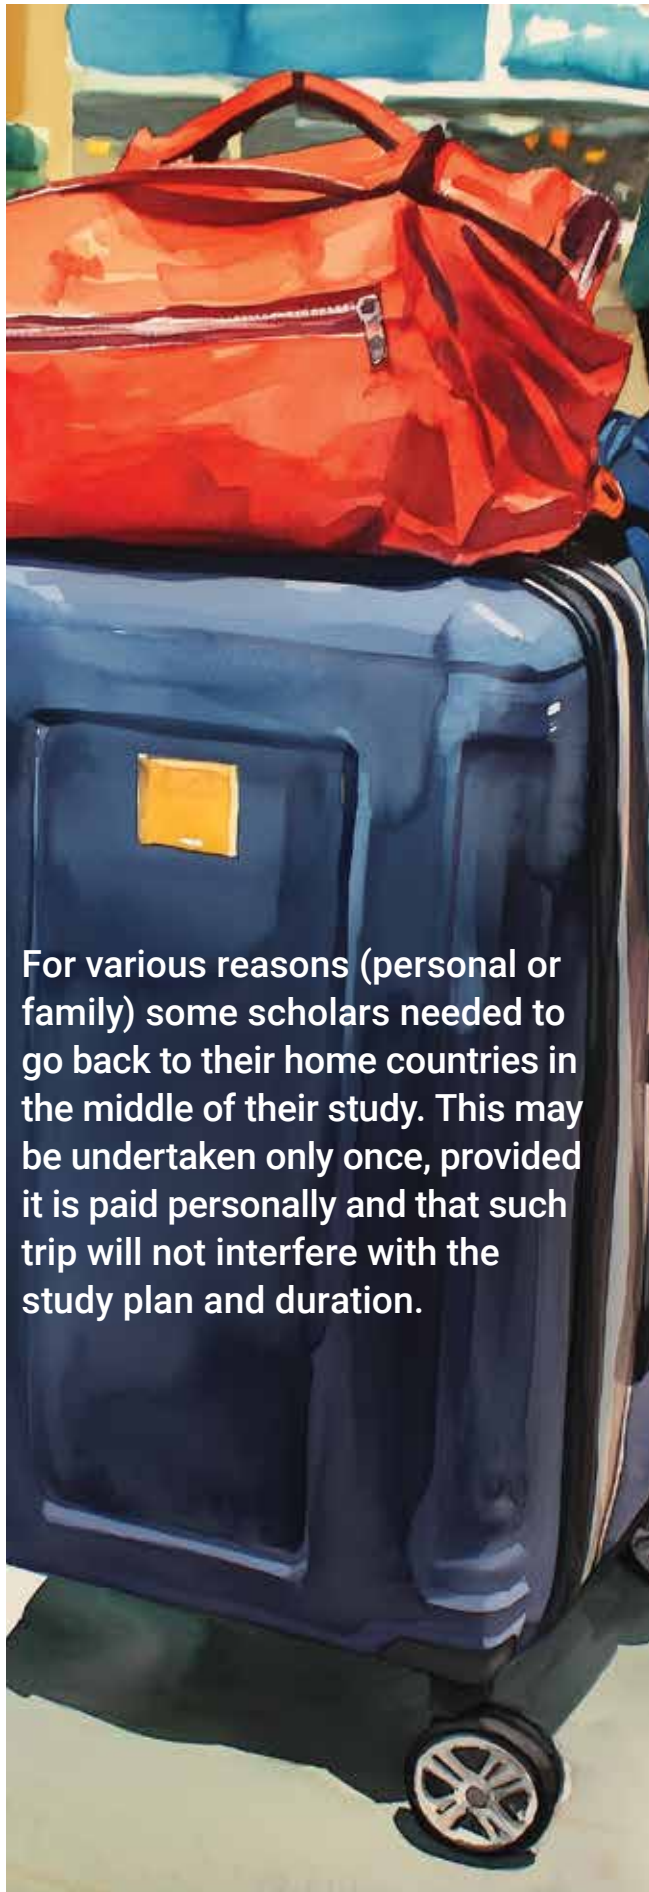 For various reasons (personal or
family) some scholars needed to
go back to their home countries in
the middle of their study. This may
be undertaken only once, provided
it is paid personally and that such
trip will not interfere with the
study plan and duration.